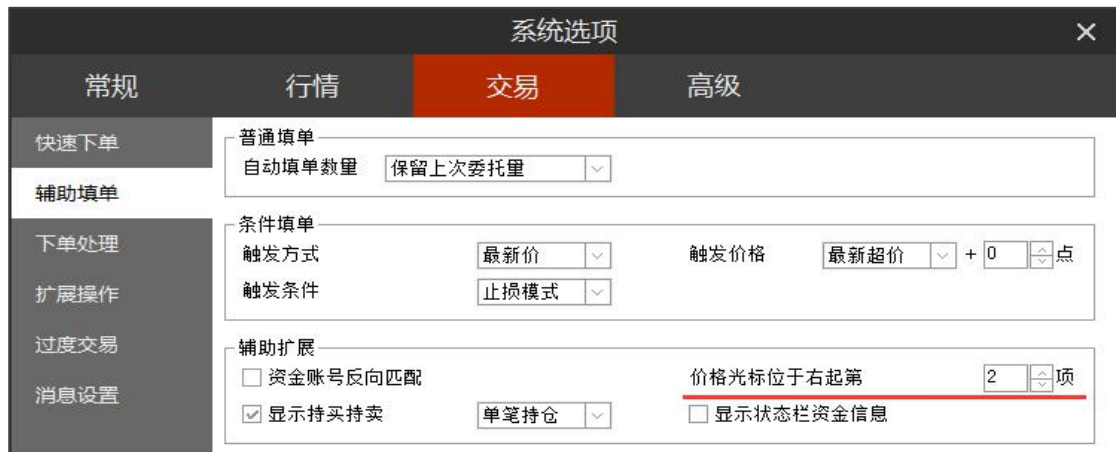 系统选项
常规 行情 交易 高级
快速下单
辅助填单
下单处理
扩展操作
过度交易
消息设置
普通填单
自动填单数量 保留上次委托量
条件填单
触发方式 最新价 触发价格 最新超价 + 0 点
触发条件 止损模式
辅助扩展
资金账号反向匹配 价格光标位于右起第 2 项
显示持买持卖 单笔持仓 显示状态栏资金信息